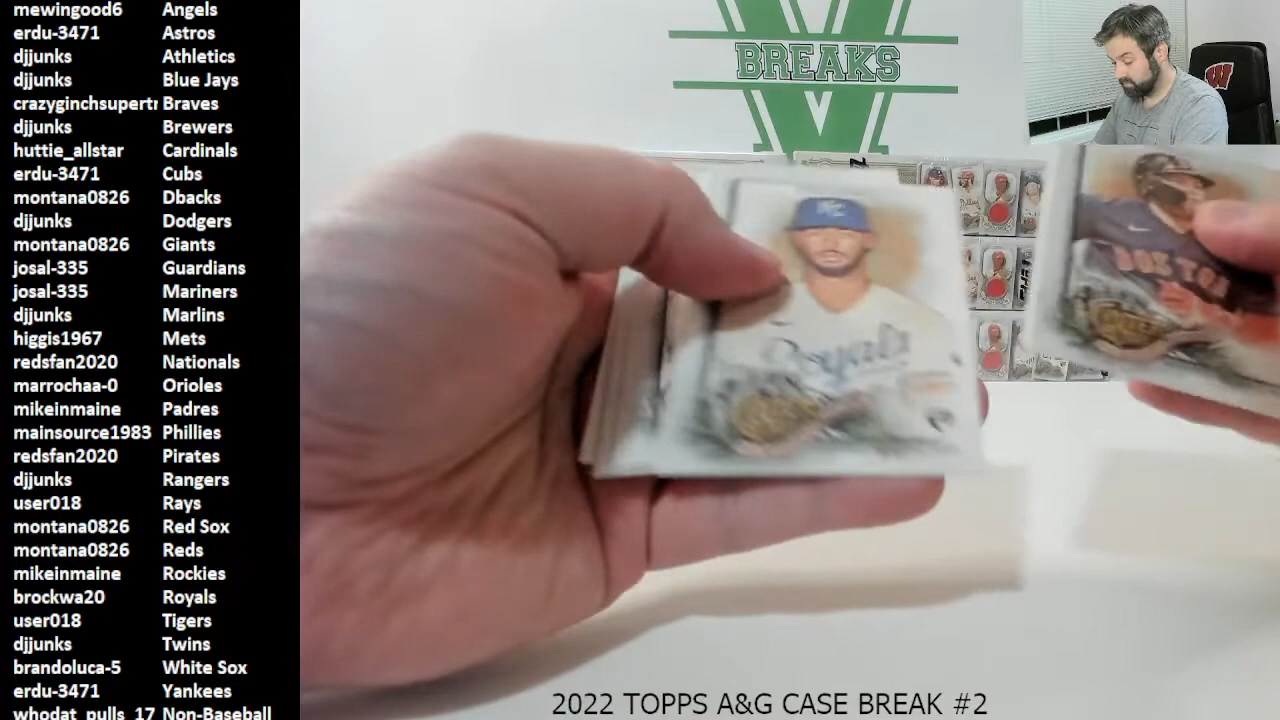 mewingood6 Angels
erdu-3471 Astros
djjunks Athletics
djjunks Blue Jays
crazyginchsupertr Braves
djjunks Brewers
huttie_allstar Cardinals
erdu-3471 Cubs
montana0826 Dbacks
djjunks Dodgers
montana0826 Giants
josal-335 Guardians
josal-335 Mariners
djjunks Marlins
higgis1967 Mets
redsfan2020 Nationals
marrochaa-0 Orioles
mikeinmaine Padres
mainsource1983 Phillies
redsfan2020 Pirates
djjunks Rangers
user018 Rays
montana0826 Red Sox
montana0826 Reds
mikeinmaine Rockies
brockwa20 Royals
user018 Tigers
djjunks Twins
brandoluca-5 White Sox
erdu-3471 Yankees
whodat_pulls_17 Non-Baseball
V
BREAKS
W
KC
Royals
BOSTON
2022 TOPPS A&G CASE BREAK #2